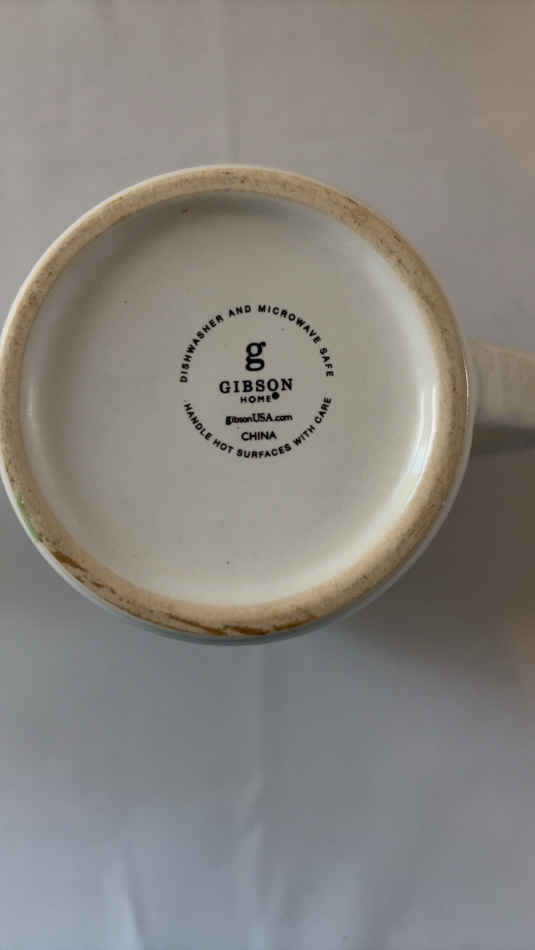 DISHWASHER AND MICROWAVE SAFE
g
GIBSON
HOME
gibsonUSA.com
CHINA
HANDLE HOT SURFACES WITH CARE